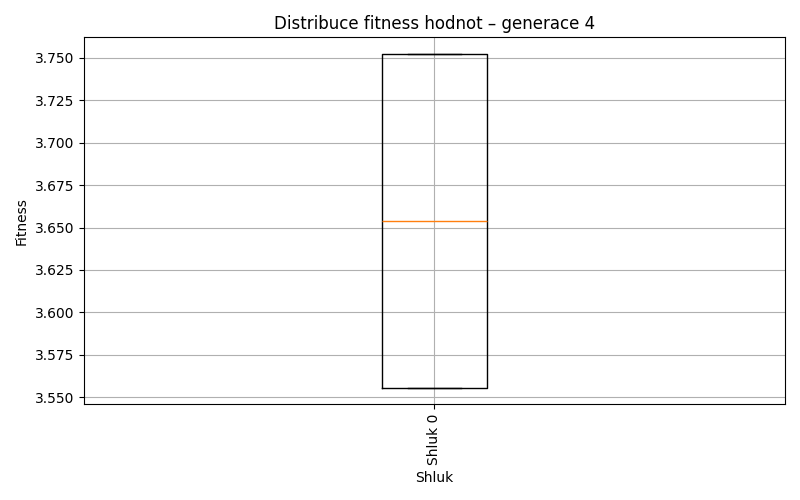 Distribuce fitness hodnot – generace 4
3.750
3.725
3.700
3.675
3.650
3.625
3.600
3.575
3.550
Fitness
Shluk 0
Shluk